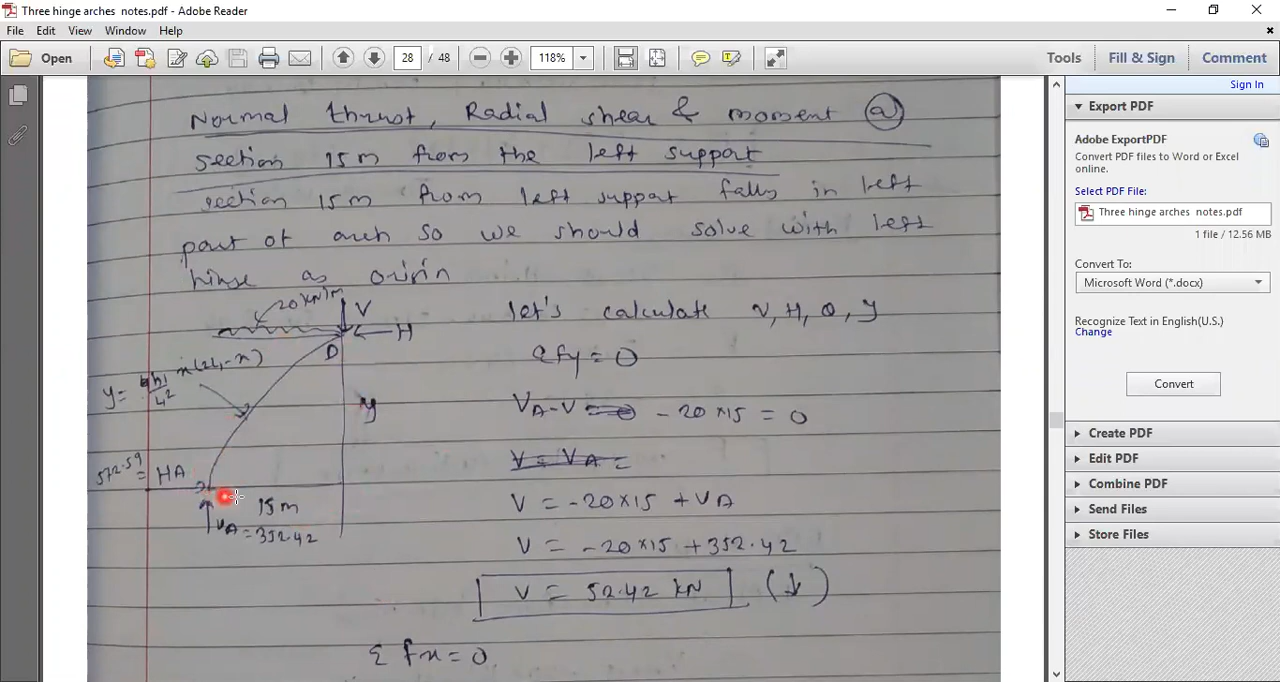 Three hinge arches notes.pdf - Adobe Reader
File Edit View Window Help
Open
28 / 48
118%
Tools Fill & Sign Comment
Normal thrust, Radial shear & moment @
section 15m from the left support
section 15m from left support falls in left
part of arch so we should solve with left
hinge as origin
20 kN/m
V
H
D
x(2L-x)
y =
y
572.59 = HA
15m
VA = 352.42
let's calculate V, H, θ, y
Σfy = 0
VA - V - 20*15 = 0
V = VA =
V = -20*15 + VA
V = -20*15 + 352.42
V = 52.42 kN (↓)
Σ fx = 0
Sign In
Export PDF
Adobe ExportPDF
Convert PDF files to Word or Excel
online.
Select PDF File:
Three hinge arches notes.pdf
1 file / 12.56 MB
Convert To:
Microsoft Word (*.docx)
Recognize Text in English(U.S.)
Change
Convert
Create PDF
Edit PDF
Combine PDF
Send Files
Store Files